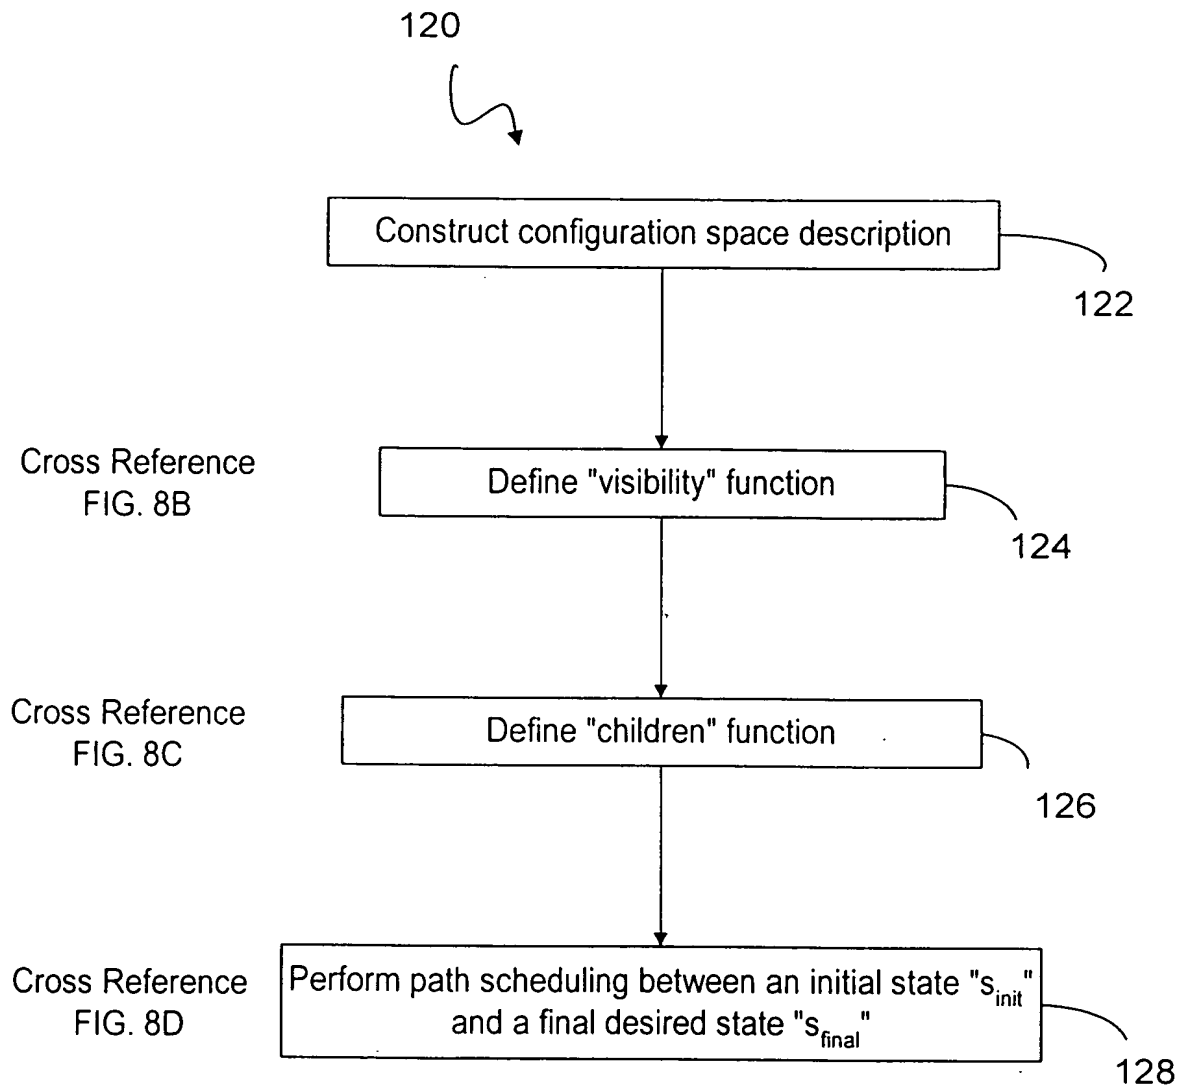 120
Construct configuration space description
122
Cross Reference
FIG. 8B
Define "visibility" function
124
Cross Reference
FIG. 8C
Define "children" function
126
Cross Reference
FIG. 8D
Perform path scheduling between an initial state "s_init"
and a final desired state "s_final"
128